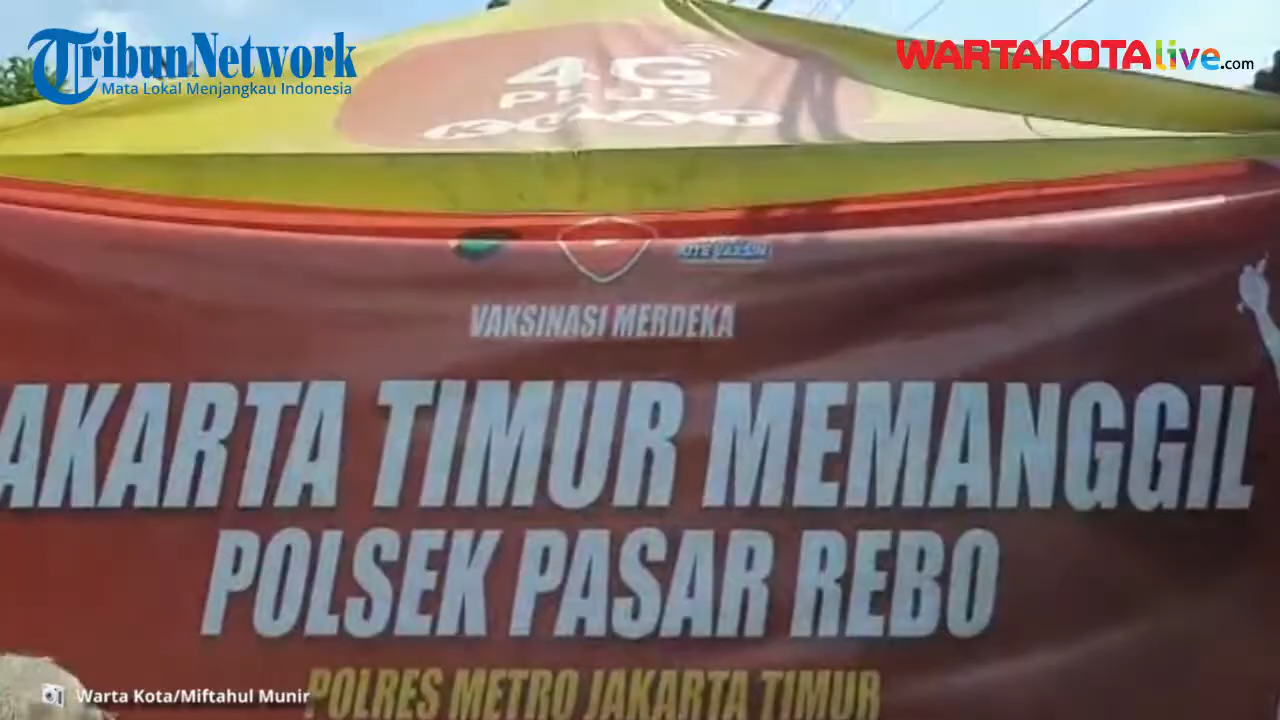 TribunNetwork
Mata Lokal Menjangkau Indonesia
WARTAKOTAlive.com
4G
PLUS
VAKSINASI MERDEKA
AKARTA TIMUR MEMANGGIL
POLSEK PASAR REBO
POLRES METRO JAKARTA TIMUR
Warta Kota/Miftahul Munir